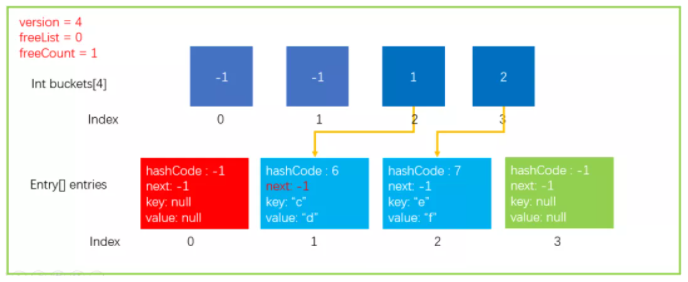 version = 4
freeList = 0
freeCount = 1
Int buckets[4]
-1 -1 1 2
Index 0 1 2 3
Entry[] entries
hashCode : -1
next: -1
key: null
value: null
hashCode : 6
next: -1
key: "c"
value: "d"
hashCode : 7
next: -1
key: "e"
value: "f"
hashCode : -1
next: -1
key: null
value: null
Index 0 1 2 3